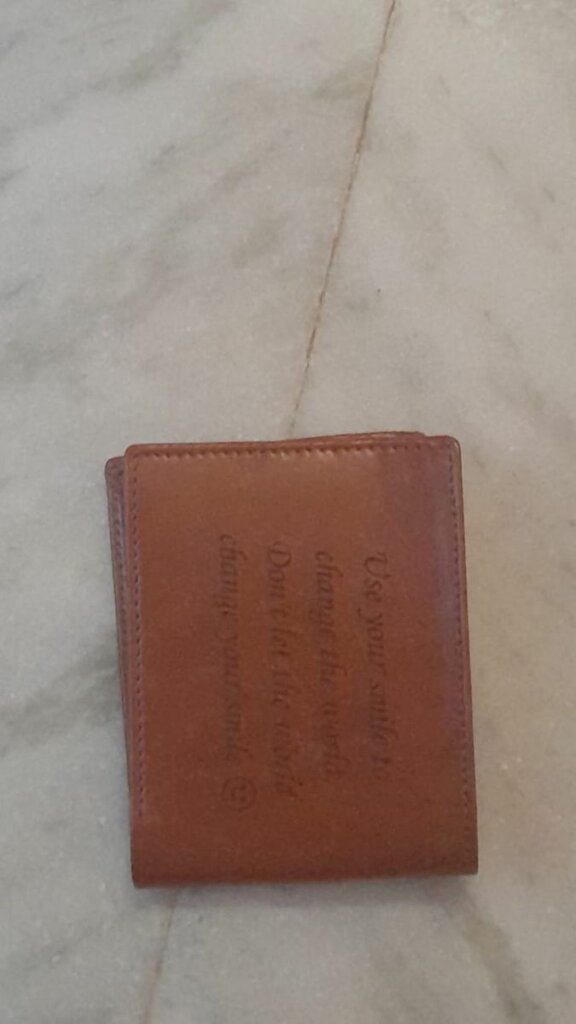 Use your smile to
change the world
Don't let the world
change your smile